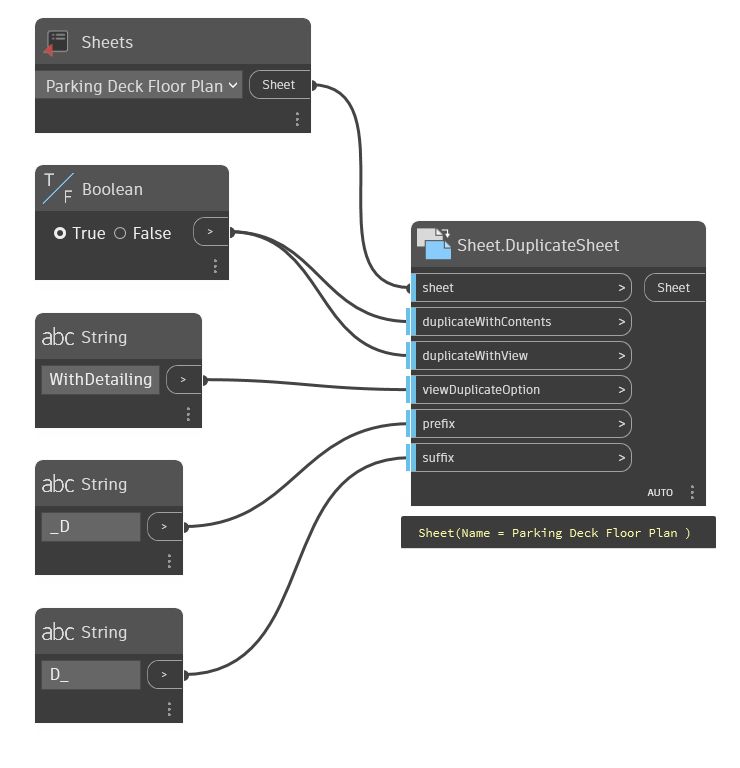 Sheets
Parking Deck Floor Plan
Sheet
T
F
Boolean
True
False
>
abc String
WithDetailing
>
abc String
_D
>
abc String
D_
>
Sheet.DuplicateSheet
sheet >
Sheet
duplicateWithContents >
duplicateWithView >
viewDuplicateOption >
prefix >
suffix >
AUTO
Sheet(Name = Parking Deck Floor Plan )